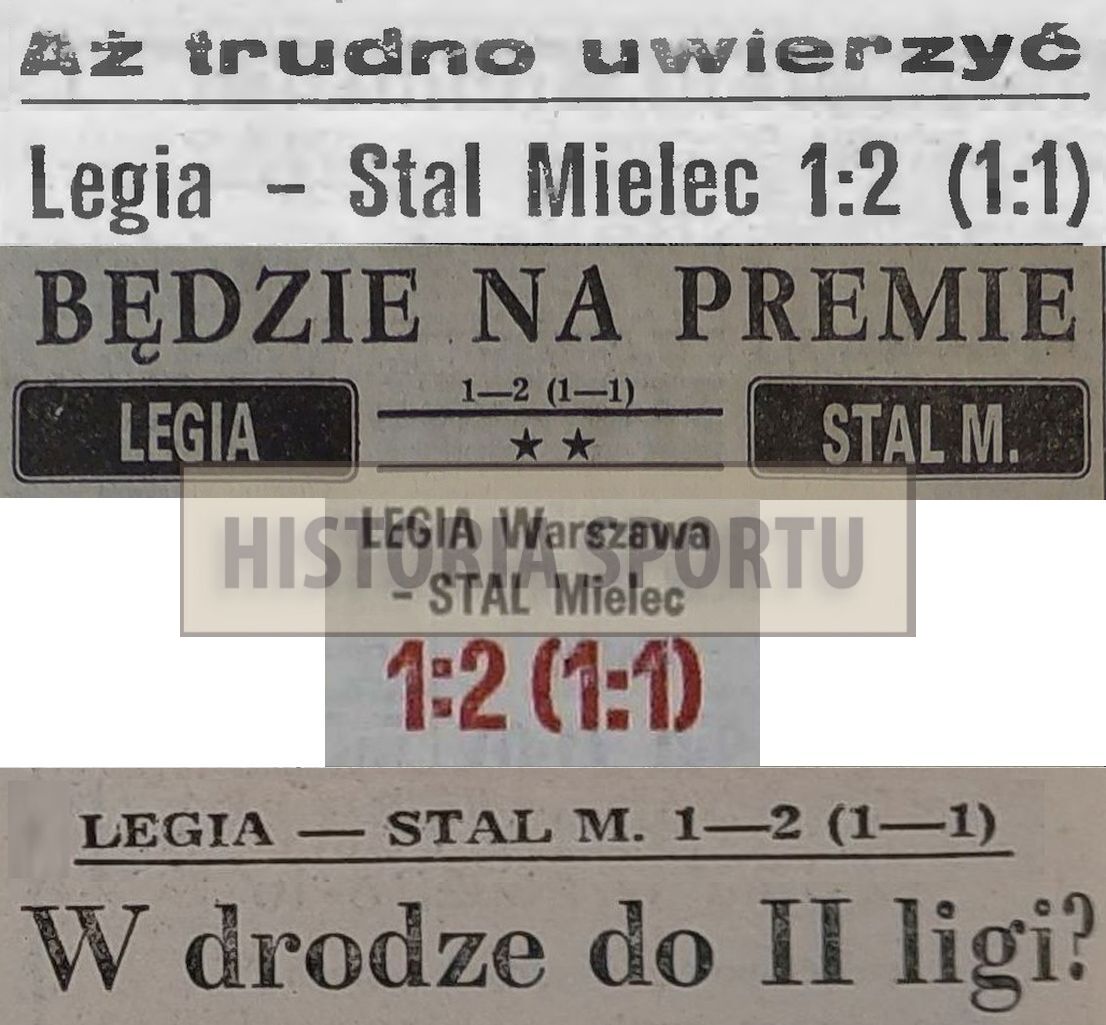 Aż trudno uwierzyć
Legia – Stal Mielec 1:2 (1:1)
BĘDZIE NA PREMIE
LEGIA 1—2 (1—1) STAL M.
★ ★
LEGIA Warszawa
HISTORIA SPORTU
– STAL Mielec
1:2 (1:1)
LEGIA — STAL M. 1—2 (1—1)
W drodze do II ligi?